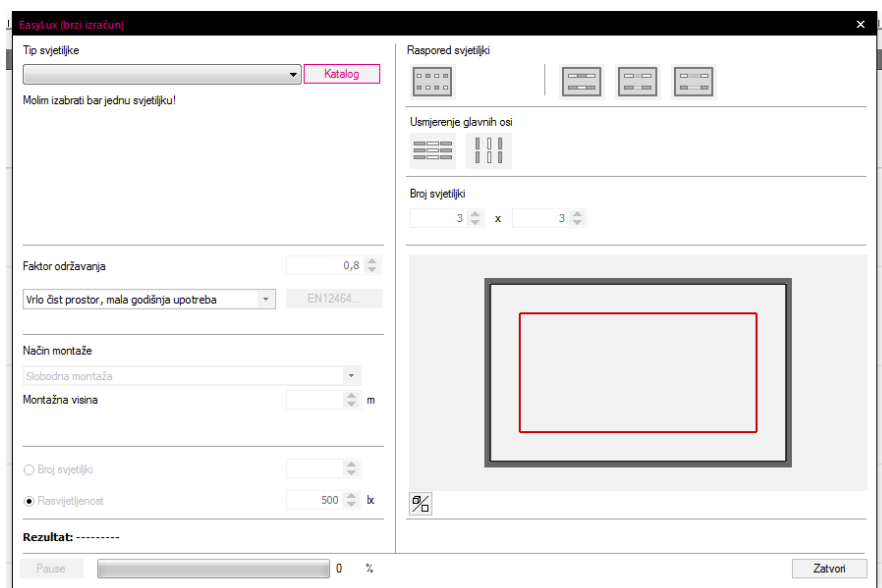 EasyLux (brzi izračun)
Tip svjetiljke
Katalog
Molim izabrati bar jednu svjetiljku!
Faktor održavanja
0,8
Vrlo čist prostor, mala godišnja upotreba
EN12464...
Način montaže
Slobodna montaža
Montažna visina
m
Broj svjetiljki
Rasvijetljenost
500
lx
Rezultat: ---------
Pause
0 %
Raspored svjetiljki
Usmjerenje glavnih osi
Broj svjetiljki
3 x 3
Zatvori